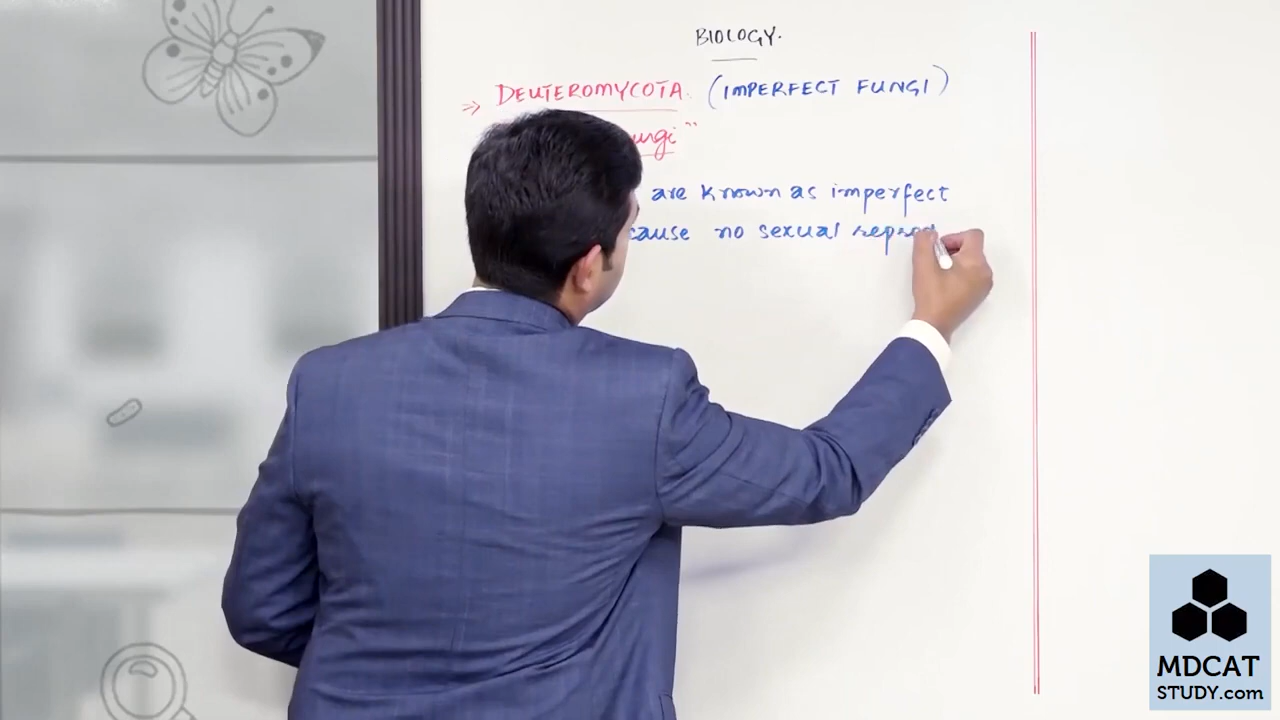 BIOLOGY.
⇒ DEUTEROMYCOTA. (IMPERFECT FUNGI)
ungi"
are known as imperfect
cause no sexual reprod
MDCAT
STUDY.com